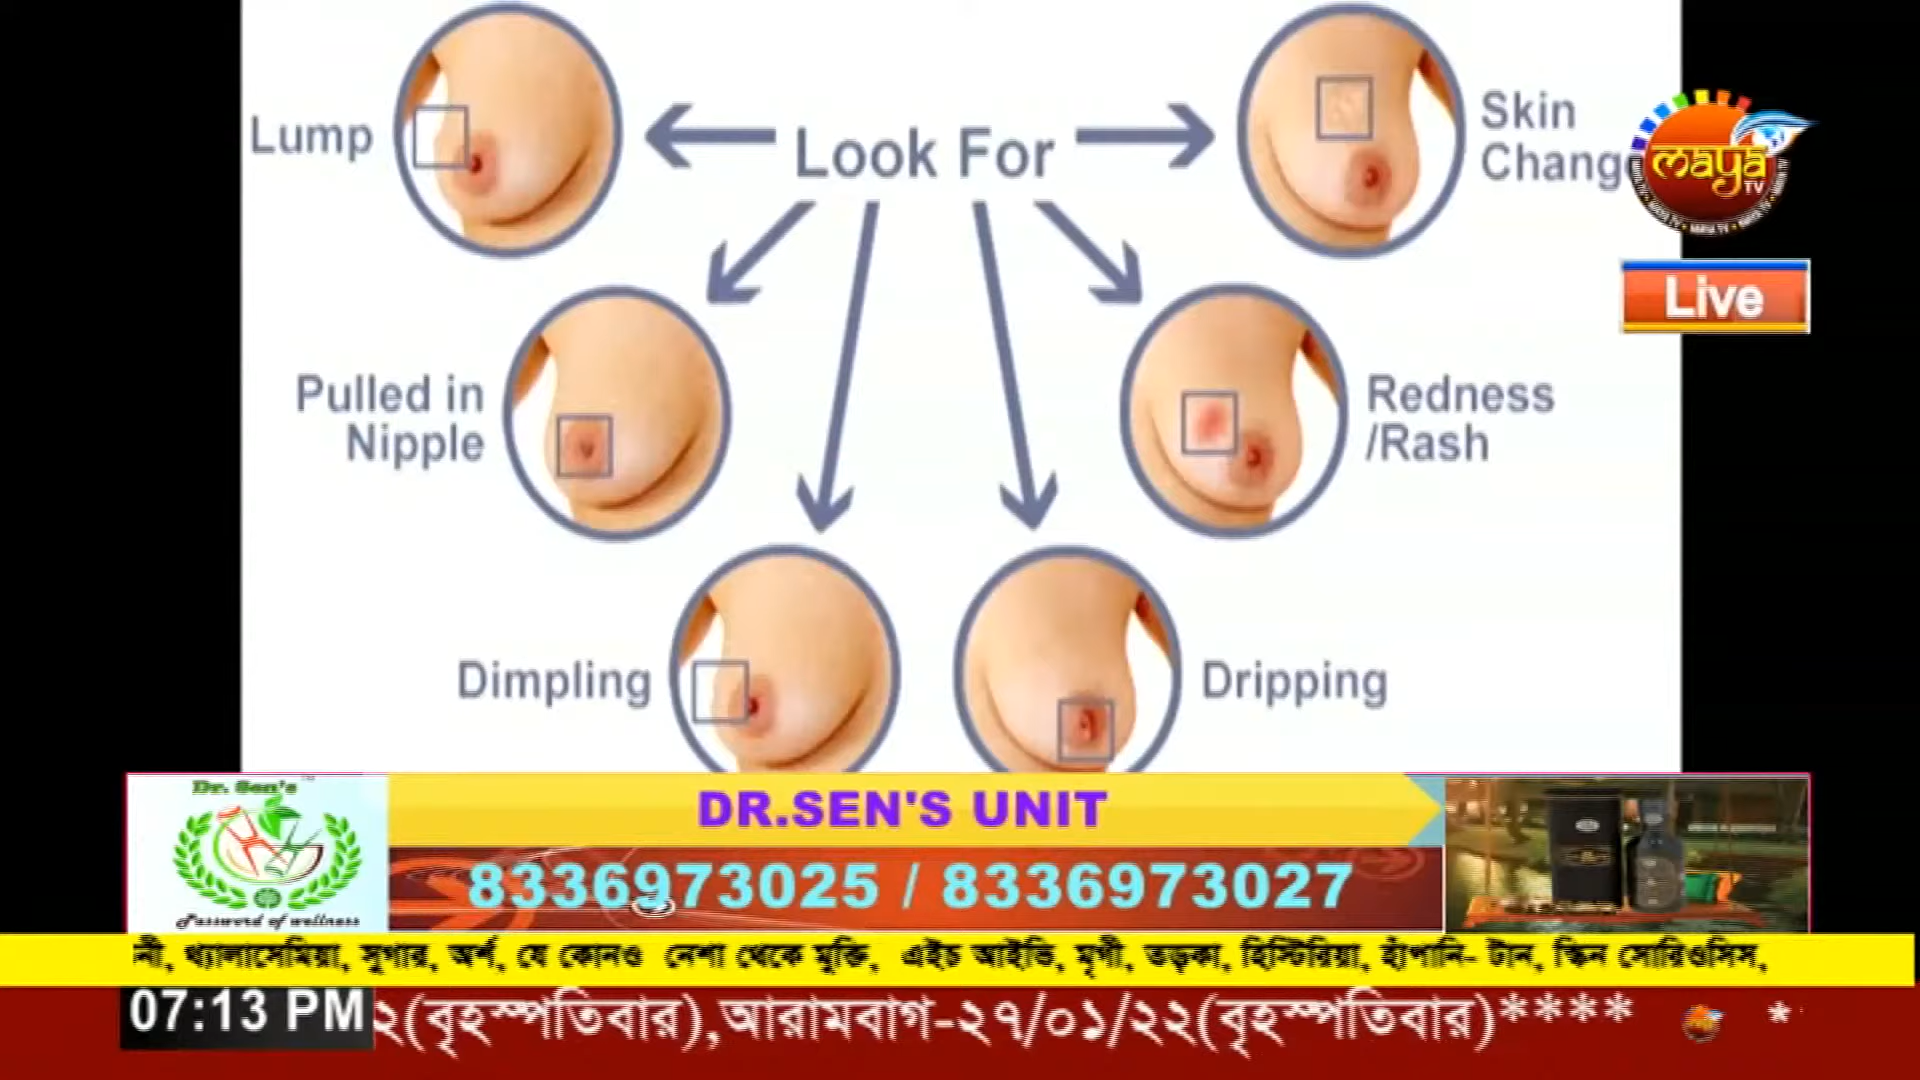 Lump
Look For
Skin
Chang
maya
TV
Live
Pulled in
Nipple
Redness
/Rash
Dimpling
Dripping
Dr. Sen's
Password of wellness
DR.SEN'S UNIT
8336973025 / 8336973027
নী, থ্যালাসেমিয়া, সুগার, অর্শ, যে কোনও নেশা থেকে মুক্তি, এইচ আইভি, মৃগী, তড়কা, হিস্টিরিয়া, হাঁপানি- টান, স্কিন সোরিওসিস,
07:13 PM
২(বৃহস্পতিবার),আরামবাগ-২৭/০১/২২(বৃহস্পতিবার)**** *